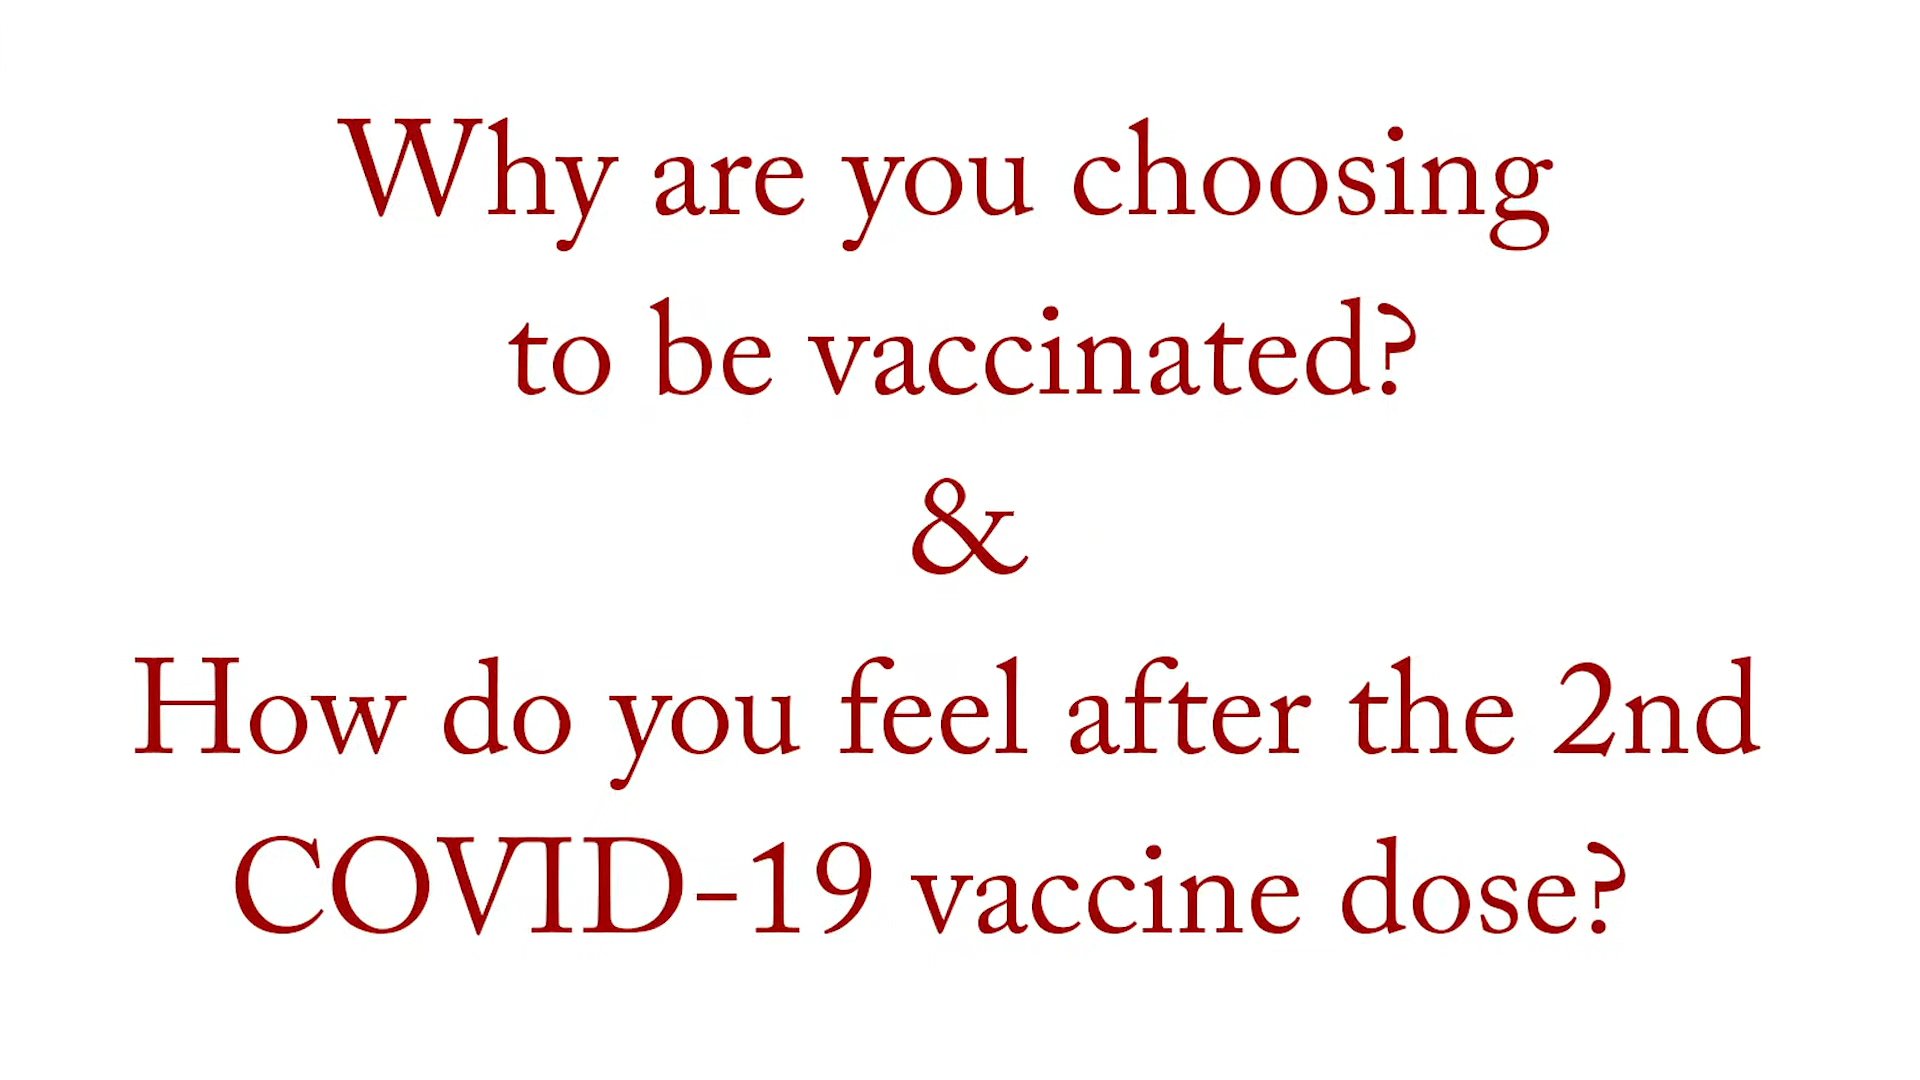 Why are you choosing
to be vaccinated?
&
How do you feel after the 2nd
COVID-19 vaccine dose?